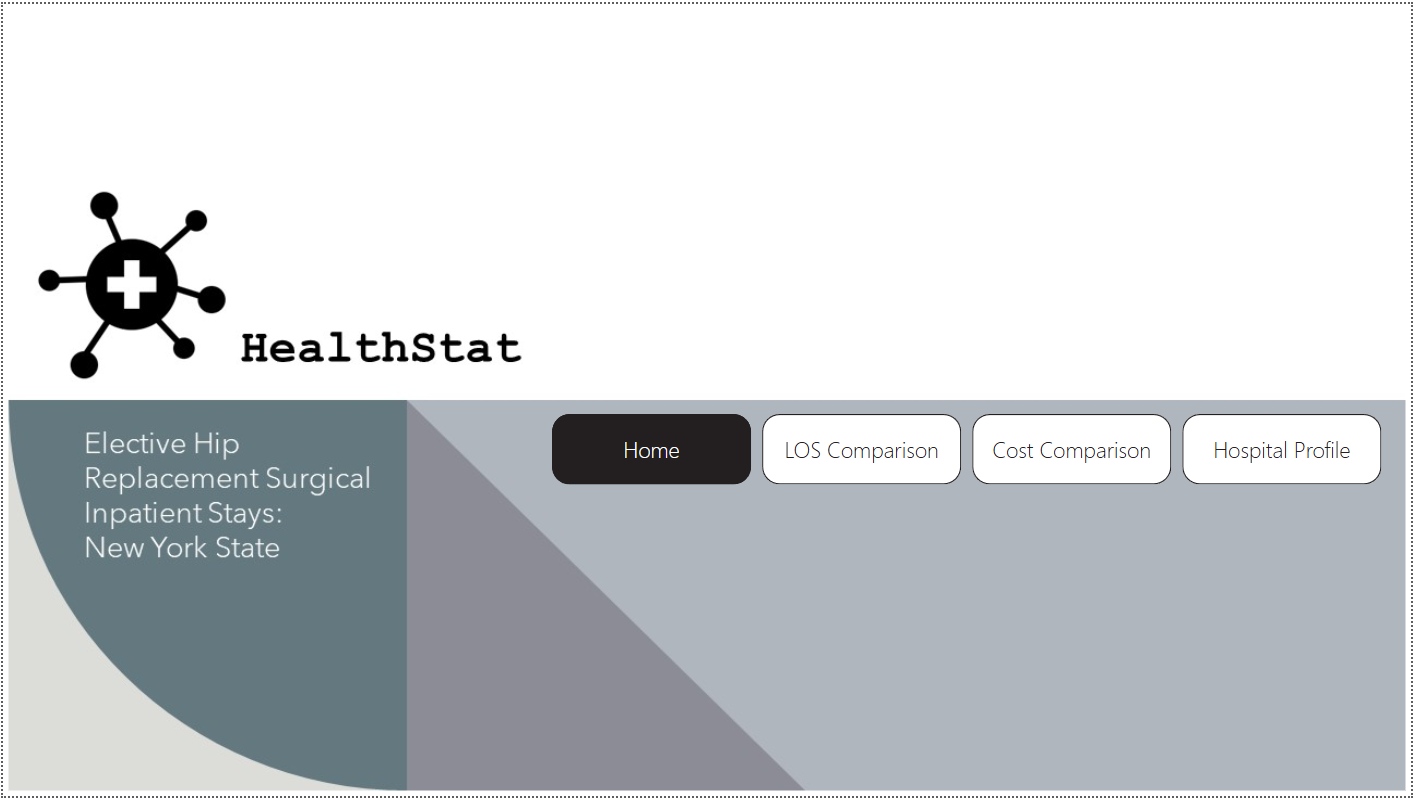 HealthStat
Elective Hip
Replacement Surgical
Inpatient Stays:
New York State
Home
LOS Comparison
Cost Comparison
Hospital Profile